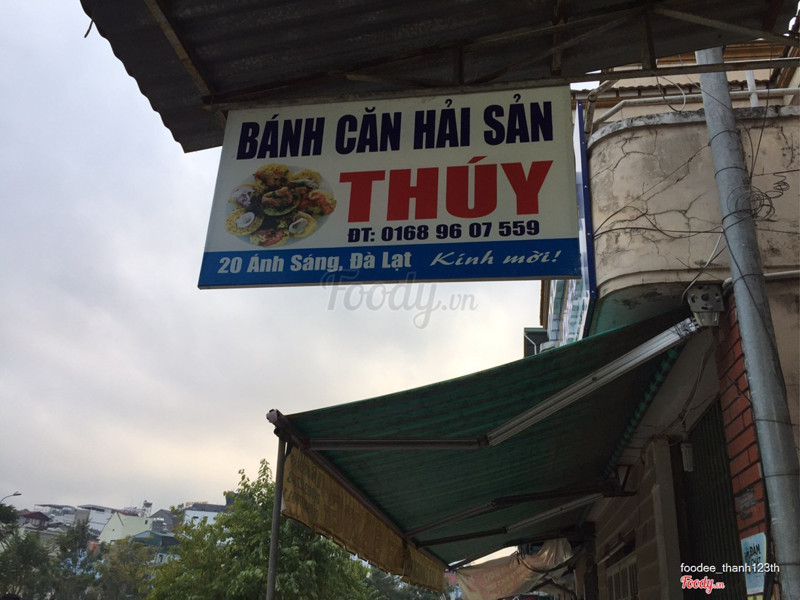 BÁNH CĂN HẢI SẢN
THÚY
ĐT: 0168 96 07 559
20 Ánh Sáng, Đà Lạt Kính mời!
Foody.vn
foodee_thanh123th
Foody.vn